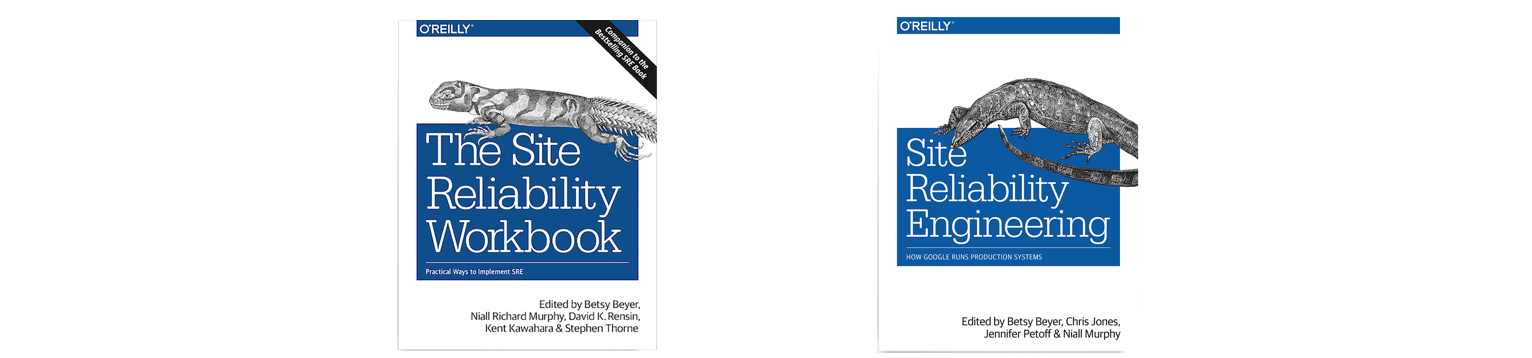 O'REILLY®
Companion to the
Bestselling SRE Book
The Site
Reliability
Workbook
Practical Ways to Implement SRE
Edited by Betsy Beyer,
Niall Richard Murphy, David K. Rensin,
Kent Kawahara & Stephen Thorne
O'REILLY®
Site
Reliability
Engineering
HOW GOOGLE RUNS PRODUCTION SYSTEMS
Edited by Betsy Beyer, Chris Jones,
Jennifer Petoff & Niall Murphy